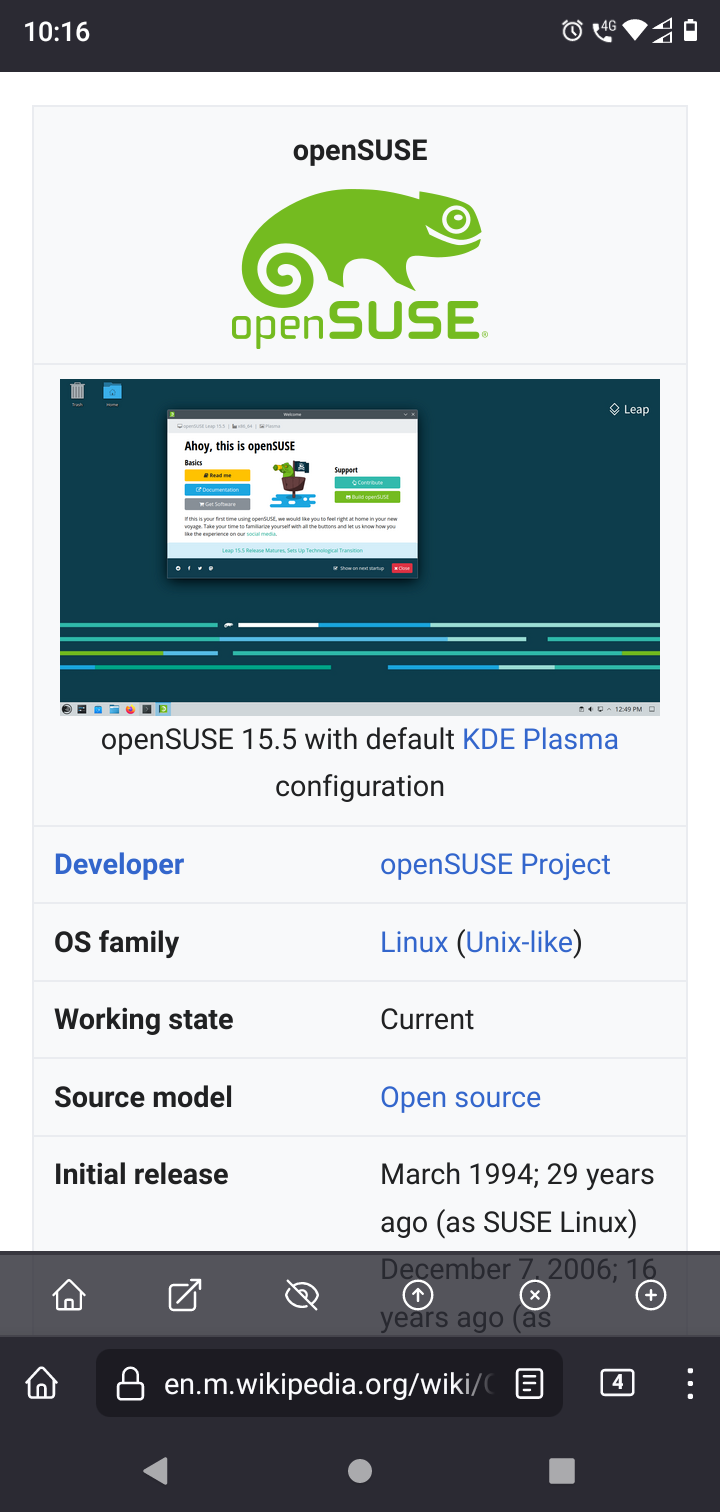 10:16
4G
openSUSE
openSUSE
Trash
Home
Leap
Welcome
openSUSE Leap 15.5 | x86_64 | Plasma
Ahoy, this is openSUSE
Basics
Support
Read me
Contribute
Documentation
Build openSUSE
Get Software
If this is your first time using openSUSE, we would like you to feel right at home in your new
voyage. Take your time to familiarize yourself with all the buttons and let us know how you
like the experience on our social media.
Leap 15.5 Release Matures, Sets Up Technological Transition
Show on next startup
Close
12:49 PM
openSUSE 15.5 with default KDE Plasma
configuration
Developer openSUSE Project
OS family Linux (Unix-like)
Working state Current
Source model Open source
Initial release March 1994; 29 years
ago (as SUSE Linux)
December 7, 2006; 16
years ago (as
en.m.wikipedia.org/wiki/
4